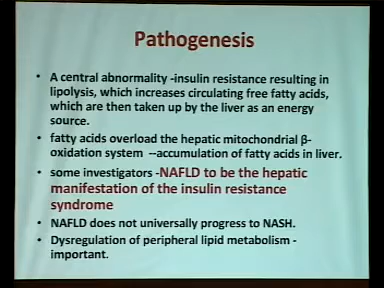 Pathogenesis
• A central abnormality -insulin resistance resulting in
lipolysis, which increases circulating free fatty acids,
which are then taken up by the liver as an energy
source.
• fatty acids overload the hepatic mitochondrial β-
oxidation system --accumulation of fatty acids in liver.
• some investigators -NAFLD to be the hepatic
manifestation of the insulin resistance
syndrome
• NAFLD does not universally progress to NASH.
• Dysregulation of peripheral lipid metabolism -
important.